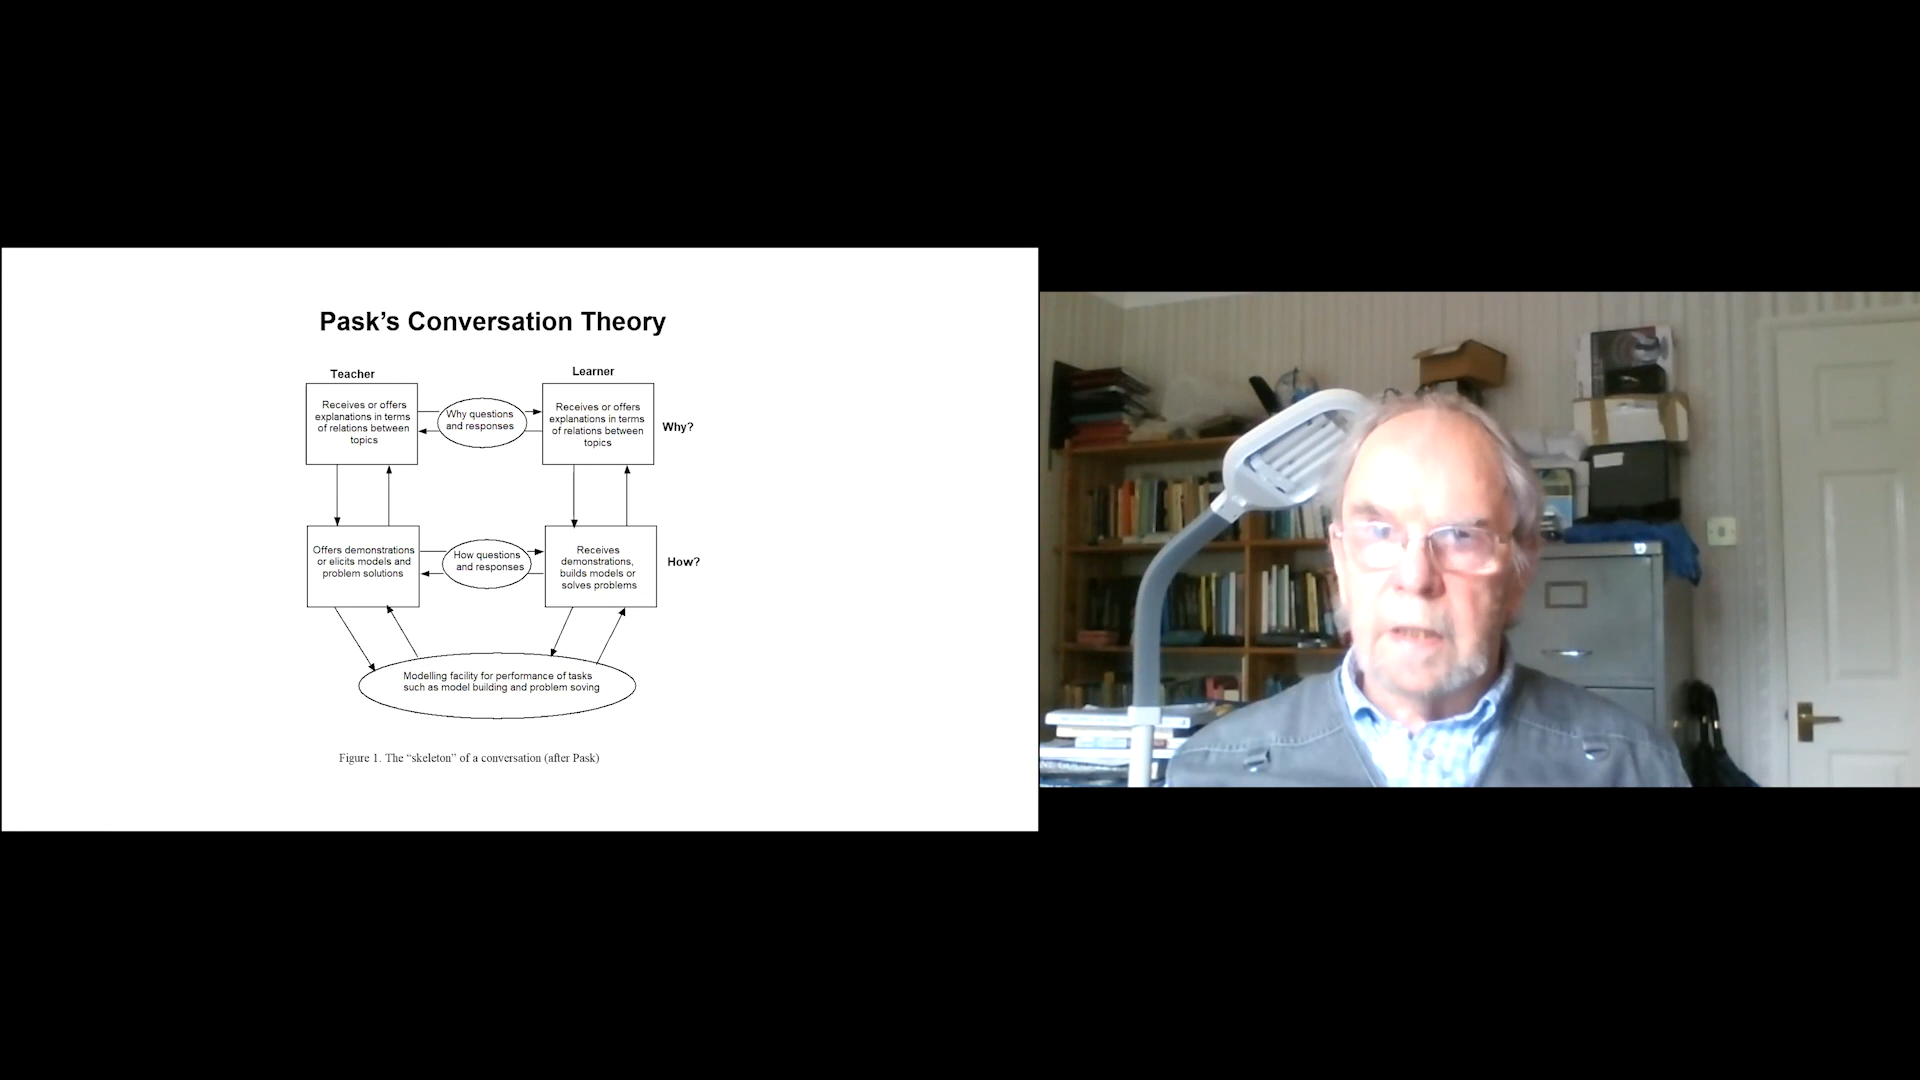 Pask's Conversation Theory
Teacher
Learner
Receives or offers
explanations in terms
of relations between
topics
Why questions
and responses
Receives or offers
explanations in terms
of relations between
topics
Why?
Offers demonstrations
or elicits models and
problem solutions
How questions
and responses
Receives
demonstrations,
builds models or
solves problems
How?
Modelling facility for performance of tasks
such as model building and problem soving
Figure 1. The “skeleton” of a conversation (after Pask)